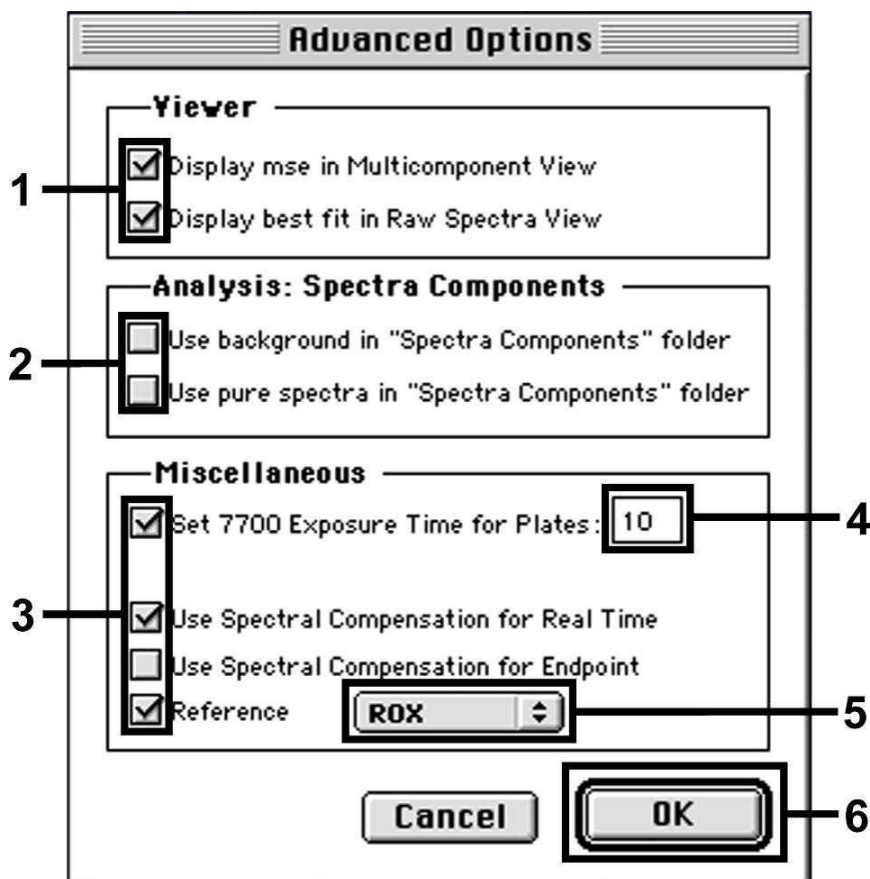 Advanced Options
Viewer
1
Display mse in Multicomponent View
Display best fit in Raw Spectra View
Analysis: Spectra Components
2
Use background in "Spectra Components" folder
Use pure spectra in "Spectra Components" folder
Miscellaneous
Set 7700 Exposure Time for Plates: 10
4
3
Use Spectral Compensation for Real Time
Use Spectral Compensation for Endpoint
Reference ROX
5
Cancel OK
6